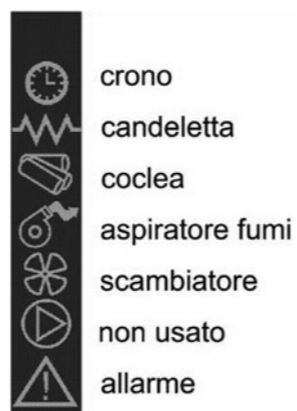 crono
candeletta
coclea
aspiratore fumi
scambiatore
non usato
allarme